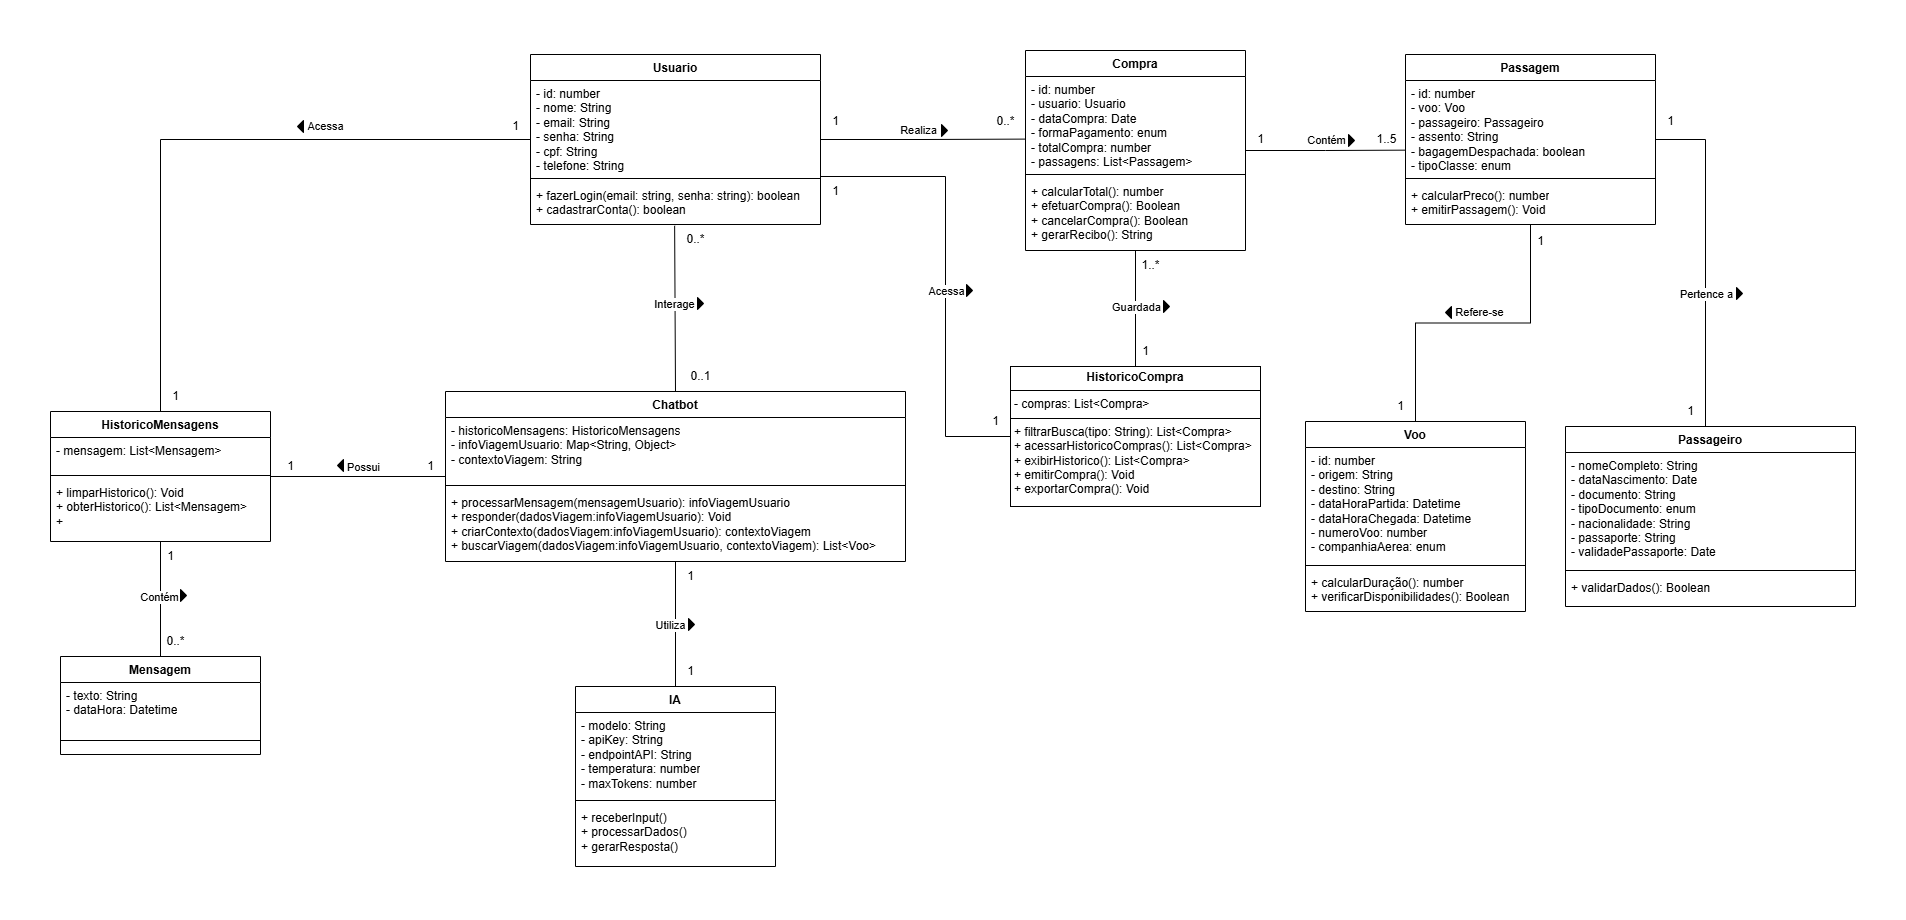 Usuario
- id: number
- nome: String
- email: String
- senha: String
- cpf: String
- telefone: String
+ fazerLogin(email: string, senha: string): boolean
+ cadastrarConta(): boolean
Compra
- id: number
- usuario: Usuario
- dataCompra: Date
- formaPagamento: enum
- totalCompra: number
- passagens: List<Passagem>
+ calcularTotal(): number
+ efetuarCompra(): Boolean
+ cancelarCompra(): Boolean
+ gerarRecibo(): String
Passagem
- id: number
- voo: Voo
- passageiro: Passageiro
- assento: String
- bagagemDespachada: boolean
- tipoClasse: enum
+ calcularPreco(): number
+ emitirPassagem(): Void
Acessa
1
1
1
Realiza
0..*
1
Contém
1..5
1
Pertence a
1
1
Refere-se
1
1
Acessa
1
1..*
Guardada
1
0..*
Interage
0..1
HistoricoMensagens
- mensagem: List<Mensagem>
+ limparHistorico(): Void
+ obterHistorico(): List<Mensagem>
+
1
Possui
1
Chatbot
- historicoMensagens: HistoricoMensagens
- infoViagemUsuario: Map<String, Object>
- contextoViagem: String
+ processarMensagem(mensagemUsuario): infoViagemUsuario
+ responder(dadosViagem:infoViagemUsuario): Void
+ criarContexto(dadosViagem:infoViagemUsuario): contextoViagem
+ buscarViagem(dadosViagem:infoViagemUsuario, contextoViagem): List<Voo>
HistoricoCompra
- compras: List<Compra>
+ filtrarBusca(tipo: String): List<Compra>
+ acessarHistoricoCompras(): List<Compra>
+ exibirHistorico(): List<Compra>
+ emitirCompra(): Void
+ exportarCompra(): Void
Voo
- id: number
- origem: String
- destino: String
- dataHoraPartida: Datetime
- dataHoraChegada: Datetime
- numeroVoo: number
- companhiaAerea: enum
+ calcularDuração(): number
+ verificarDisponibilidades(): Boolean
Passageiro
- nomeCompleto: String
- dataNascimento: Date
- documento: String
- tipoDocumento: enum
- nacionalidade: String
- passaporte: String
- validadePassaporte: Date
+ validarDados(): Boolean
1
Contém
0..*
Mensagem
- texto: String
- dataHora: Datetime
1
Utiliza
1
IA
- modelo: String
- apiKey: String
- endpointAPI: String
- temperatura: number
- maxTokens: number
+ receberInput()
+ processarDados()
+ gerarResposta()